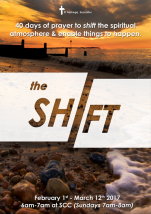 40 days of prayer to shift the spiritual
atmosphere & enable things to happen.
the
SHIFT
February 1st - March 12th 2017
6am-7am at SCC (Sundays 7am-8am)